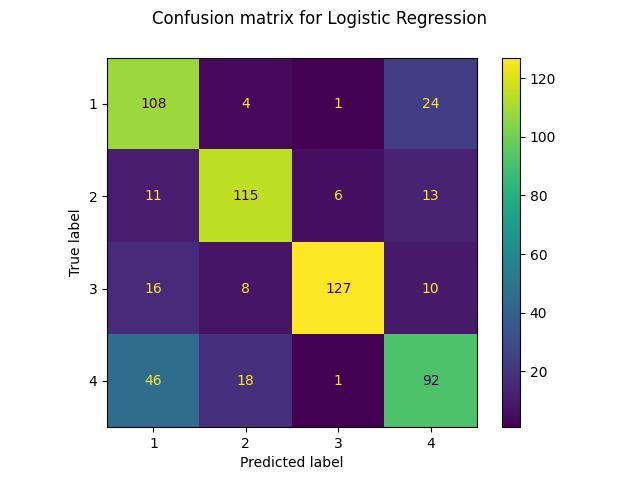 Confusion matrix for Logistic Regression
True label
1 108 4 1 24
2 11 115 6 13
3 16 8 127 10
4 46 18 1 92
1 2 3 4
Predicted label
120
100
80
60
40
20